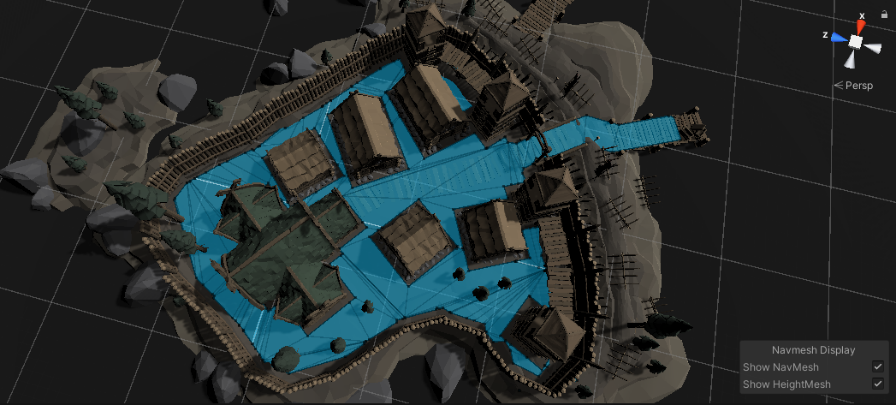 x
z
Persp
Navmesh Display
Show NavMesh
Show HeightMesh